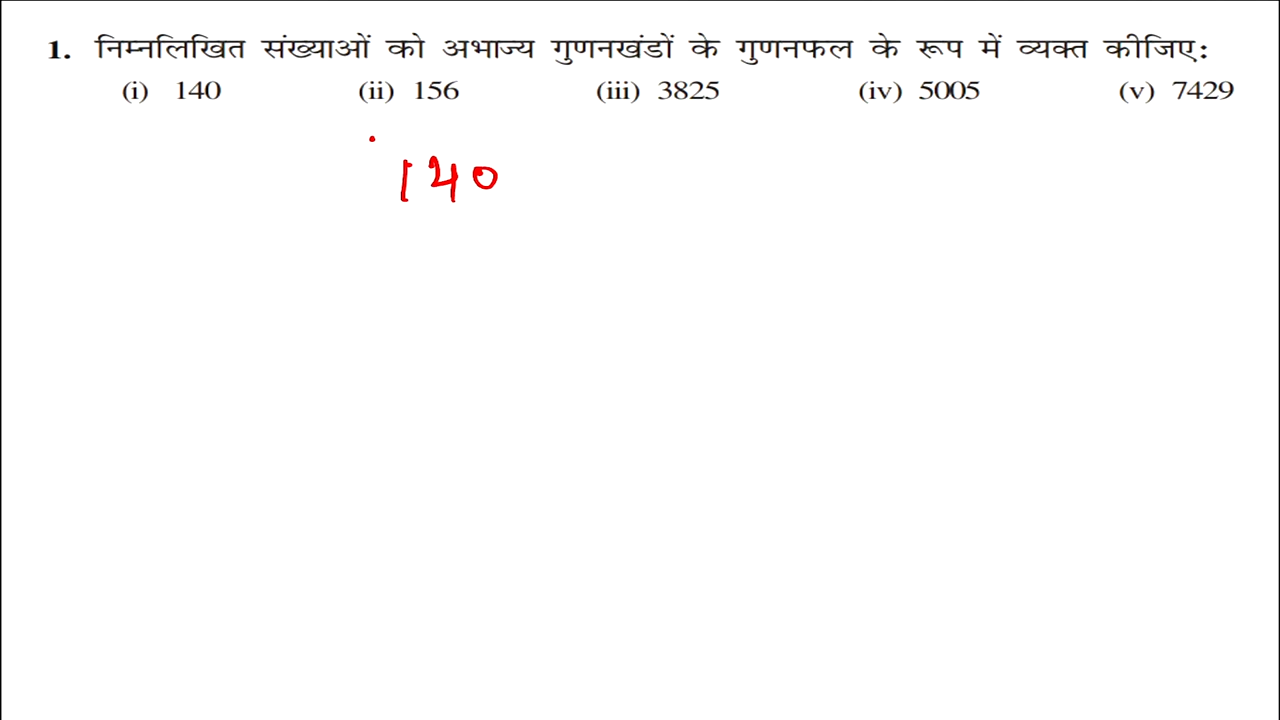 1. निम्नलिखित संख्याओं को अभाज्य गुणनखंडों के गुणनफल के रूप में व्यक्त कीजिए:
(i) 140 (ii) 156 (iii) 3825 (iv) 5005 (v) 7429
140